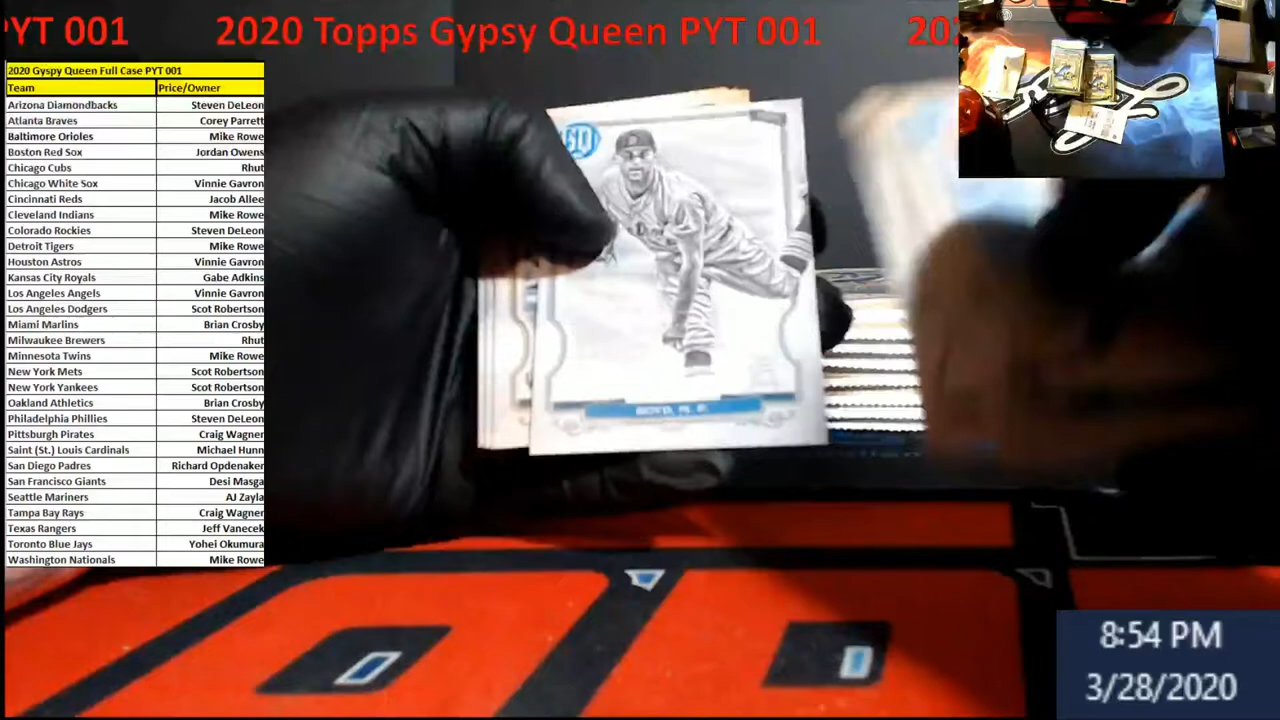 PYT 001 2020 Topps Gypsy Queen PYT 001 202
2020 Gyspy Queen Full Case PYT 001
Team Price/Owner
Arizona Diamondbacks Steven DeLeon
Atlanta Braves Corey Parrett
Baltimore Orioles Mike Rowe
Boston Red Sox Jordan Owens
Chicago Cubs Rhut
Chicago White Sox Vinnie Gavron
Cincinnati Reds Jacob Allee
Cleveland Indians Mike Rowe
Colorado Rockies Steven DeLeon
Detroit Tigers Mike Rowe
Houston Astros Vinnie Gavron
Kansas City Royals Gabe Adkins
Los Angeles Angels Vinnie Gavron
Los Angeles Dodgers Scot Robertson
Miami Marlins Brian Crosby
Milwaukee Brewers Rhut
Minnesota Twins Mike Rowe
New York Mets Scot Robertson
New York Yankees Scot Robertson
Oakland Athletics Brian Crosby
Philadelphia Phillies Steven DeLeon
Pittsburgh Pirates Craig Wagner
Saint (St.) Louis Cardinals Michael Hunn
San Diego Padres Richard Opdenaker
San Francisco Giants Desi Masga
Seattle Mariners AJ Zayla
Tampa Bay Rays Craig Wagner
Texas Rangers Jeff Vanecek
Toronto Blue Jays Yohei Okumura
Washington Nationals Mike Rowe
GQ
8:54 PM
3/28/2020